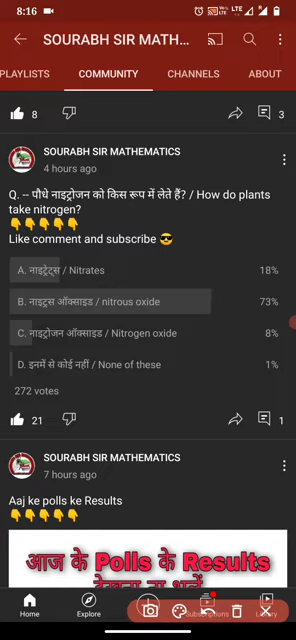 8:16
LTE
SOURABH SIR MATH...
PLAYLISTS COMMUNITY CHANNELS ABOUT
8 3
SOURABH SIR MATHEMATICS
4 hours ago
Q. -- पौधे नाइट्रोजन को किस रूप में लेते हैं? / How do plants
take nitrogen?
👇👇👇👇👇
Like comment and subscribe 😎
A. नाइट्रेट्स / Nitrates 18%
B. नाइट्रस ऑक्साइड / nitrous oxide 73%
C. नाइट्रोजन ऑक्साइड / Nitrogen oxide 8%
D. इनमें से कोई नहीं / None of these 1%
272 votes
21 1
SOURABH SIR MATHEMATICS
7 hours ago
Aaj ke polls ke Results
👇👇👇👇👇
आज के Polls के Results
Home Explore Subscriptions Library